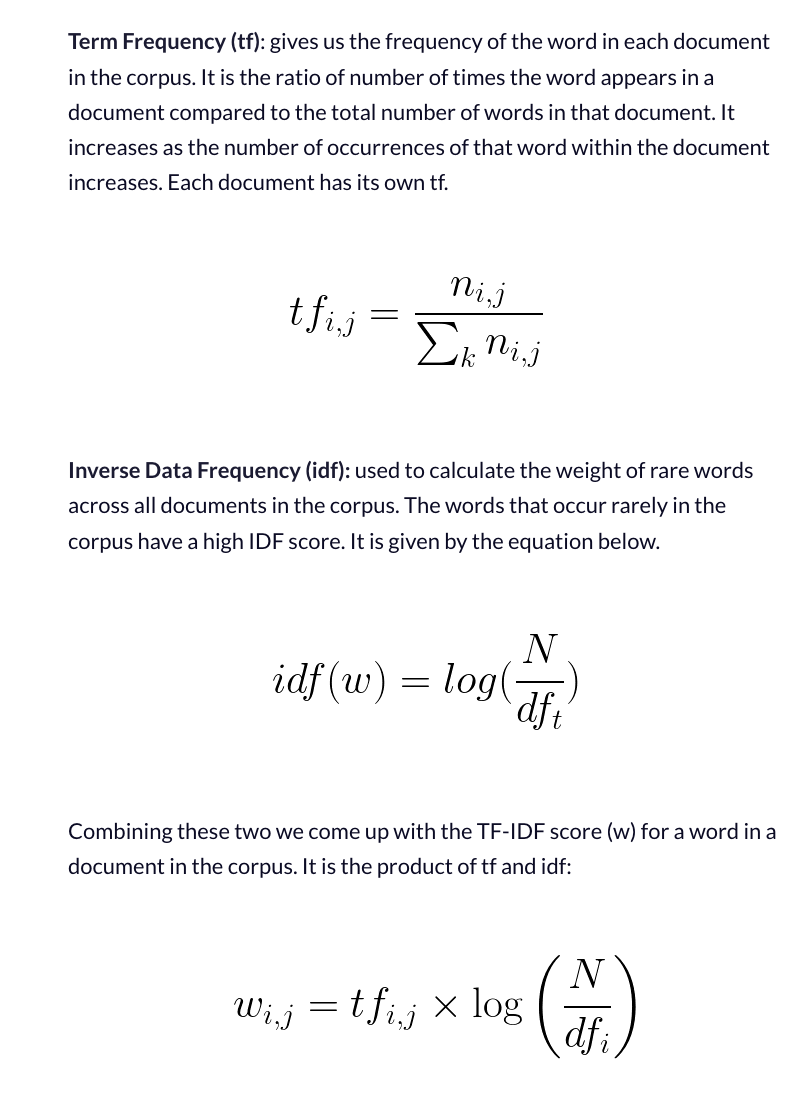 Term Frequency (tf): gives us the frequency of the word in each document
in the corpus. It is the ratio of number of times the word appears in a
document compared to the total number of words in that document. It
increases as the number of occurrences of that word within the document
increases. Each document has its own tf.
tf_{i,j} = \frac{n_{i,j}}{\sum_k n_{i,j}}
Inverse Data Frequency (idf): used to calculate the weight of rare words
across all documents in the corpus. The words that occur rarely in the
corpus have a high IDF score. It is given by the equation below.
idf(w) = log(\frac{N}{df_t})
Combining these two we come up with the TF-IDF score (w) for a word in a
document in the corpus. It is the product of tf and idf:
w_{i,j} = tf_{i,j} × \log\left(\frac{N}{df_i}\right)